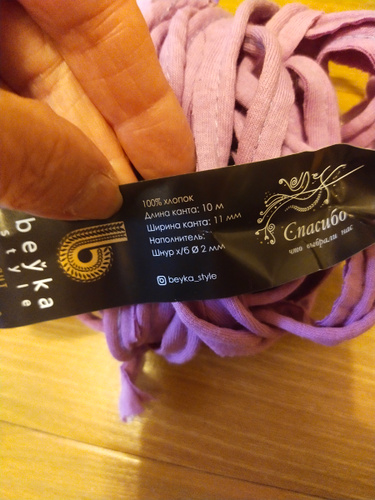 beўka
style
100% хлопок
Длина канта: 10 м
Ширина канта: 11 мм
Наполнитель:
Шнур х/б Ø 2 мм
beyka_style
Спасибо
что выбрали нас